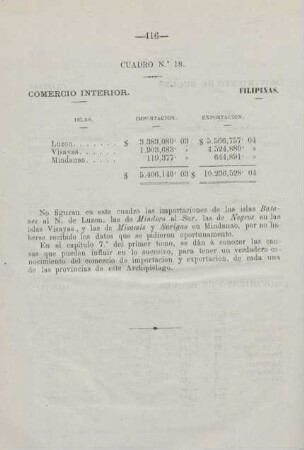 —416—
CUADRO N.° 18.
COMERCIO INTERIOR. FILIPINAS.
ISLAS. IMPORTACION. EXPORTACION.
Luzon. . . . . . . $ 3.383,080· 03 $ 5.566,757· 04
Visayas. . . . . . 1.903,683· » 4.524,880· »
Mindanao. . . . . 119,377· » 644,891· »
$ 5.406,140· 03 $ 10.236,528· 04
No figuran en este cuadro las importaciones de las islas Bata-
nes al N. de Luzon, las de Mindoro al Sur, las de Negros en las
islas Visayas, y las de Misamis y Surigao en Mindanao, por no ha-
berse recibido los datos que se pidieron oportunamente.
En el capítulo 7.° del primer tomo, se dán á conocer las cau-
sas que pueden influir en lo sucesivo, para tener un verdadero co-
nocimiento del comercio de importacion y exportacion, de cada una
de las provincias de este Archipiélago.